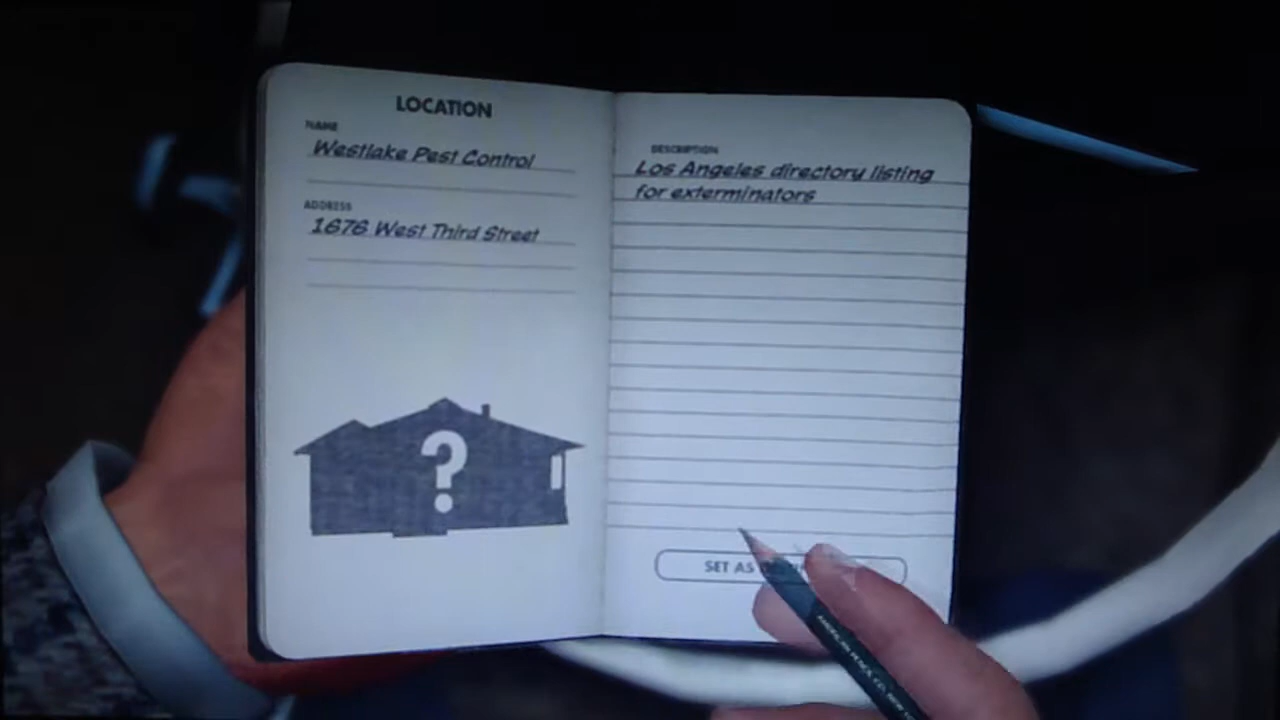 LOCATION
NAME
Westlake Pest Control
ADDRESS
1676 West Third Street
DESCRIPTION
Los Angeles directory listing
for exterminators
?
SET AS